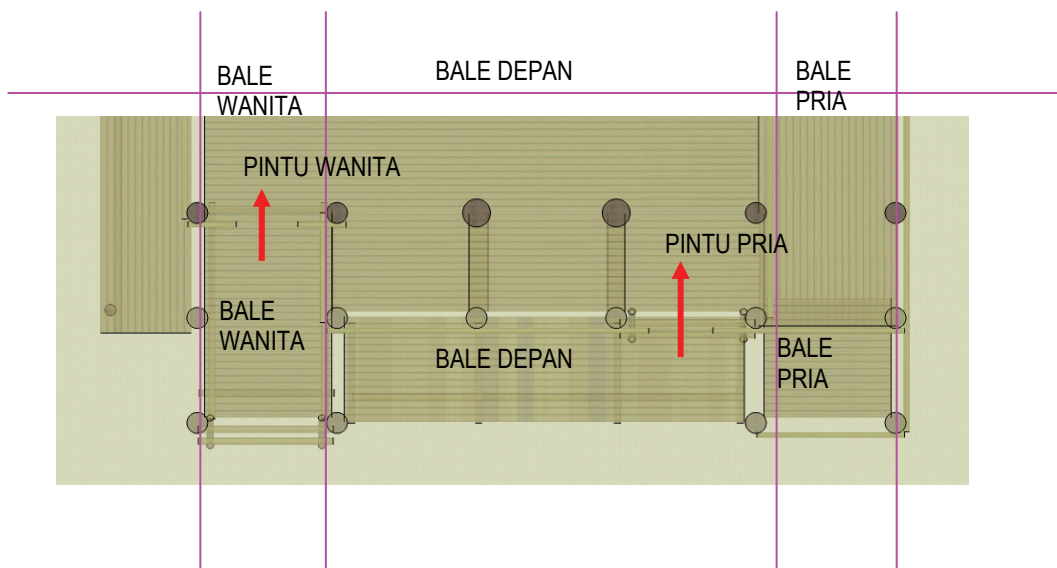 BALE
WANITA
BALE DEPAN
BALE
PRIA
PINTU WANITA
PINTU PRIA
BALE
WANITA
BALE DEPAN
BALE
PRIA